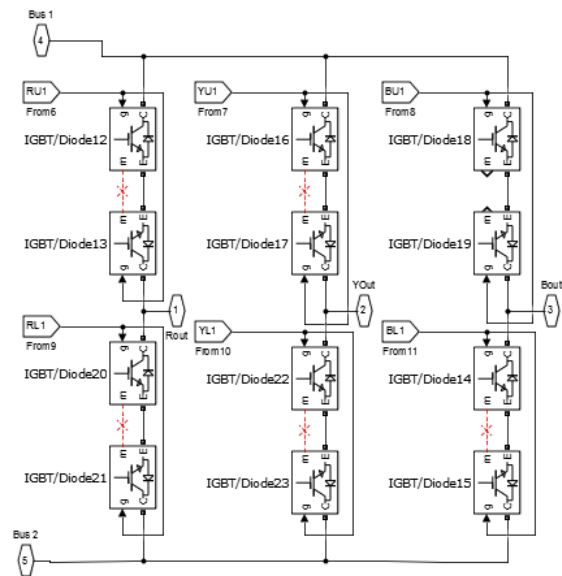 Bus 1
4
RU1
From6
YU1
From7
BU1
From8
g C
IGBT/Diode12
m E
g C
IGBT/Diode16
m E
g C
IGBT/Diode18
m E
m E
IGBT/Diode13
g C
m E
IGBT/Diode17
g C
m E
IGBT/Diode19
g C
1
Rout
YOut
2
Bout
3
RL1
From9
YL1
From10
BL1
From11
g C
IGBT/Diode20
m E
g C
IGBT/Diode22
m E
g C
IGBT/Diode14
m E
m E
IGBT/Diode21
g C
m E
IGBT/Diode23
g C
m E
IGBT/Diode15
g C
Bus 2
5